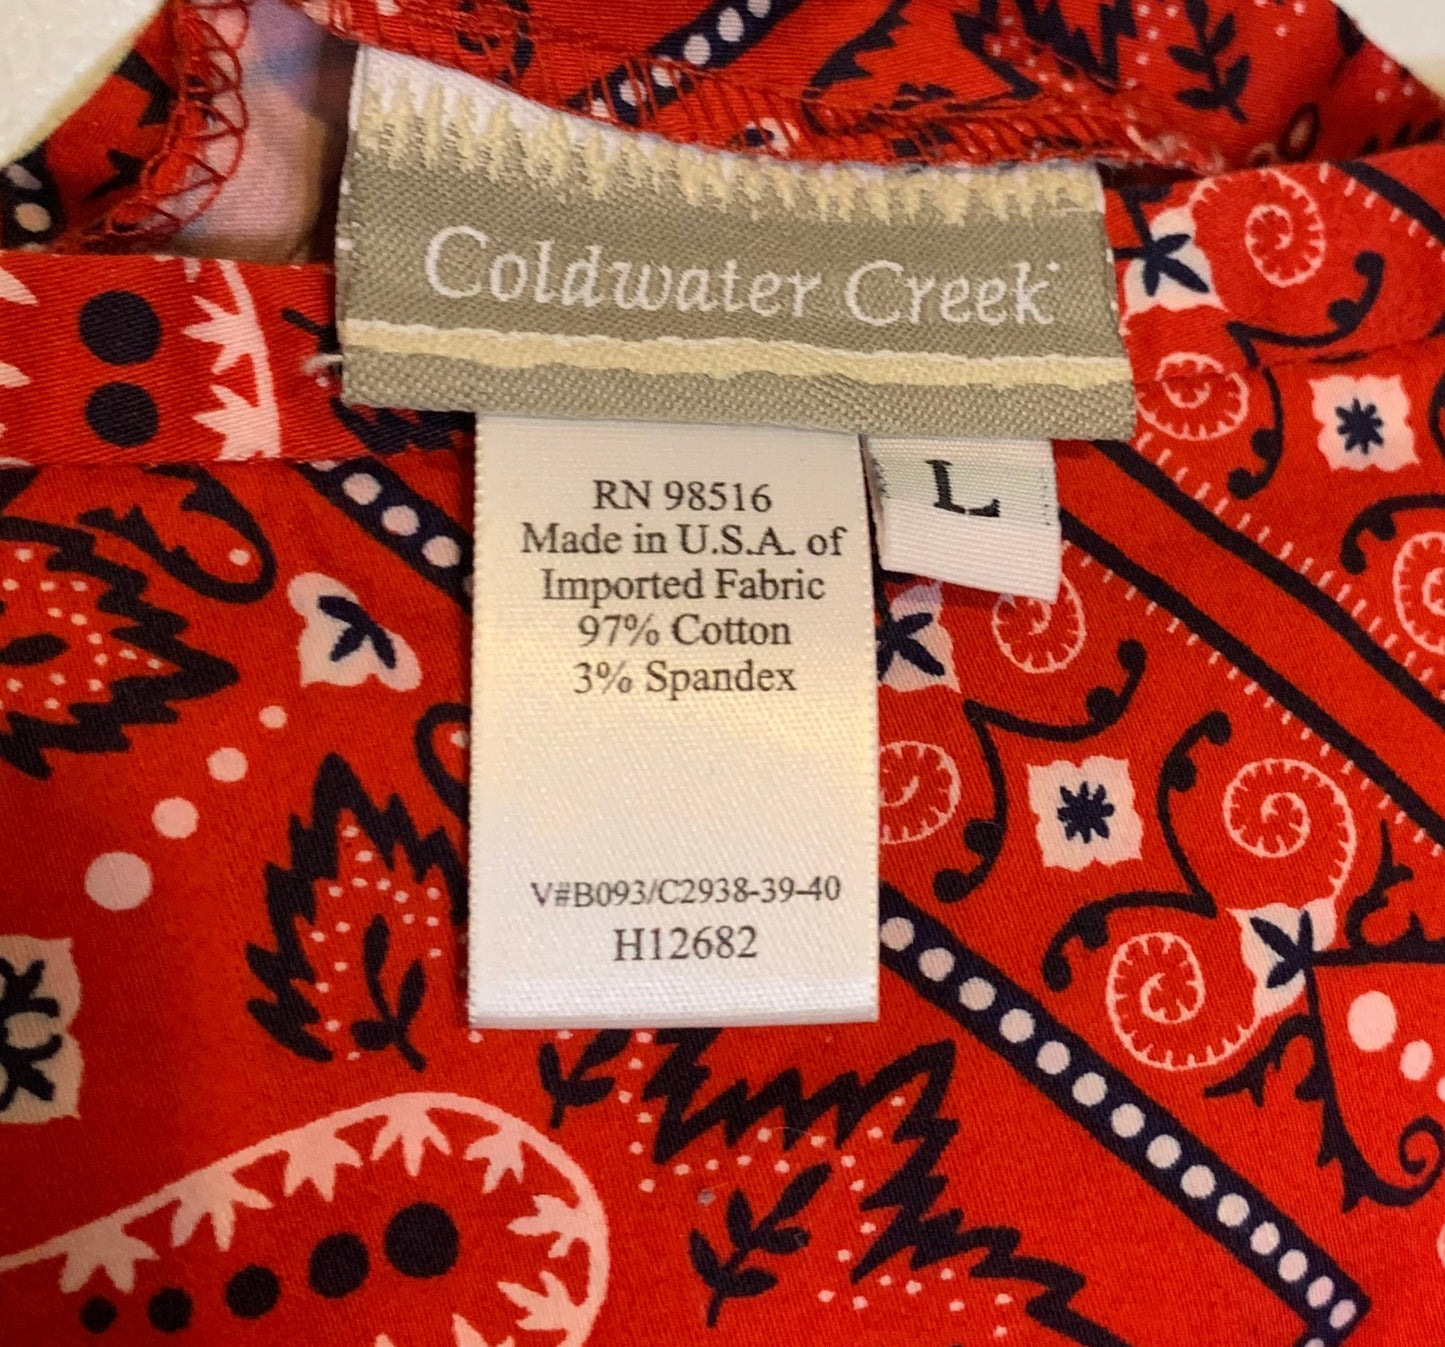 Coldwater Creek
L
RN 98516
Made in U.S.A. of
Imported Fabric
97% Cotton
3% Spandex
V#B093/C2938-39-40
H12682